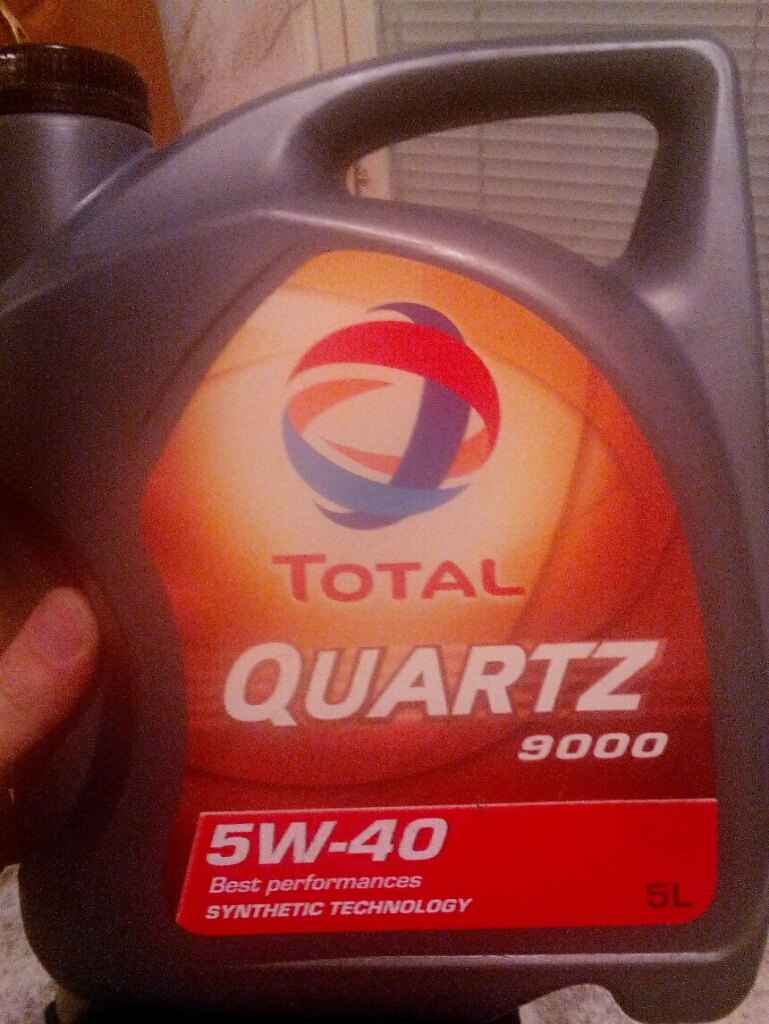 TOTAL
QUARTZ
9000
5W-40
Best performances
SYNTHETIC TECHNOLOGY
5L